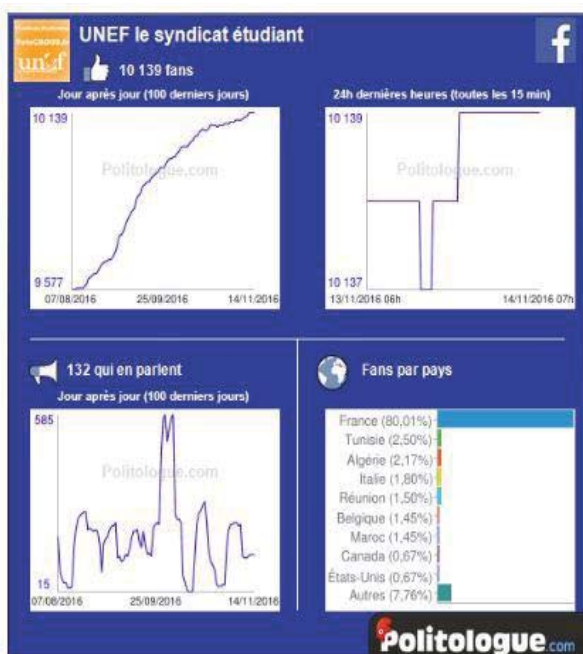 UNEF le syndicat étudiant
unéf
10 139 fans
Jour après jour (100 derniers jours)
10 139
Politologue.com
9 577
07/08/2016 25/09/2016 14/11/2016
24h dernières heures (toutes les 15 min)
10 139
Politologue.com
10 137
13/11/2016 06h 14/11/2016 07h
132 qui en parlent
Jour après jour (100 derniers jours)
585
Politologue.com
15
07/08/2016 25/09/2016 14/11/2016
Fans par pays
France (80,01%)
Tunisie (2,50%)
Algérie (2,17%)
Italie (1,80%)
Réunion (1,50%)
Belgique (1,45%)
Maroc (1,45%)
Canada (0,67%)
États-Unis (0,67%)
Autres (7,76%)
Politologue.com